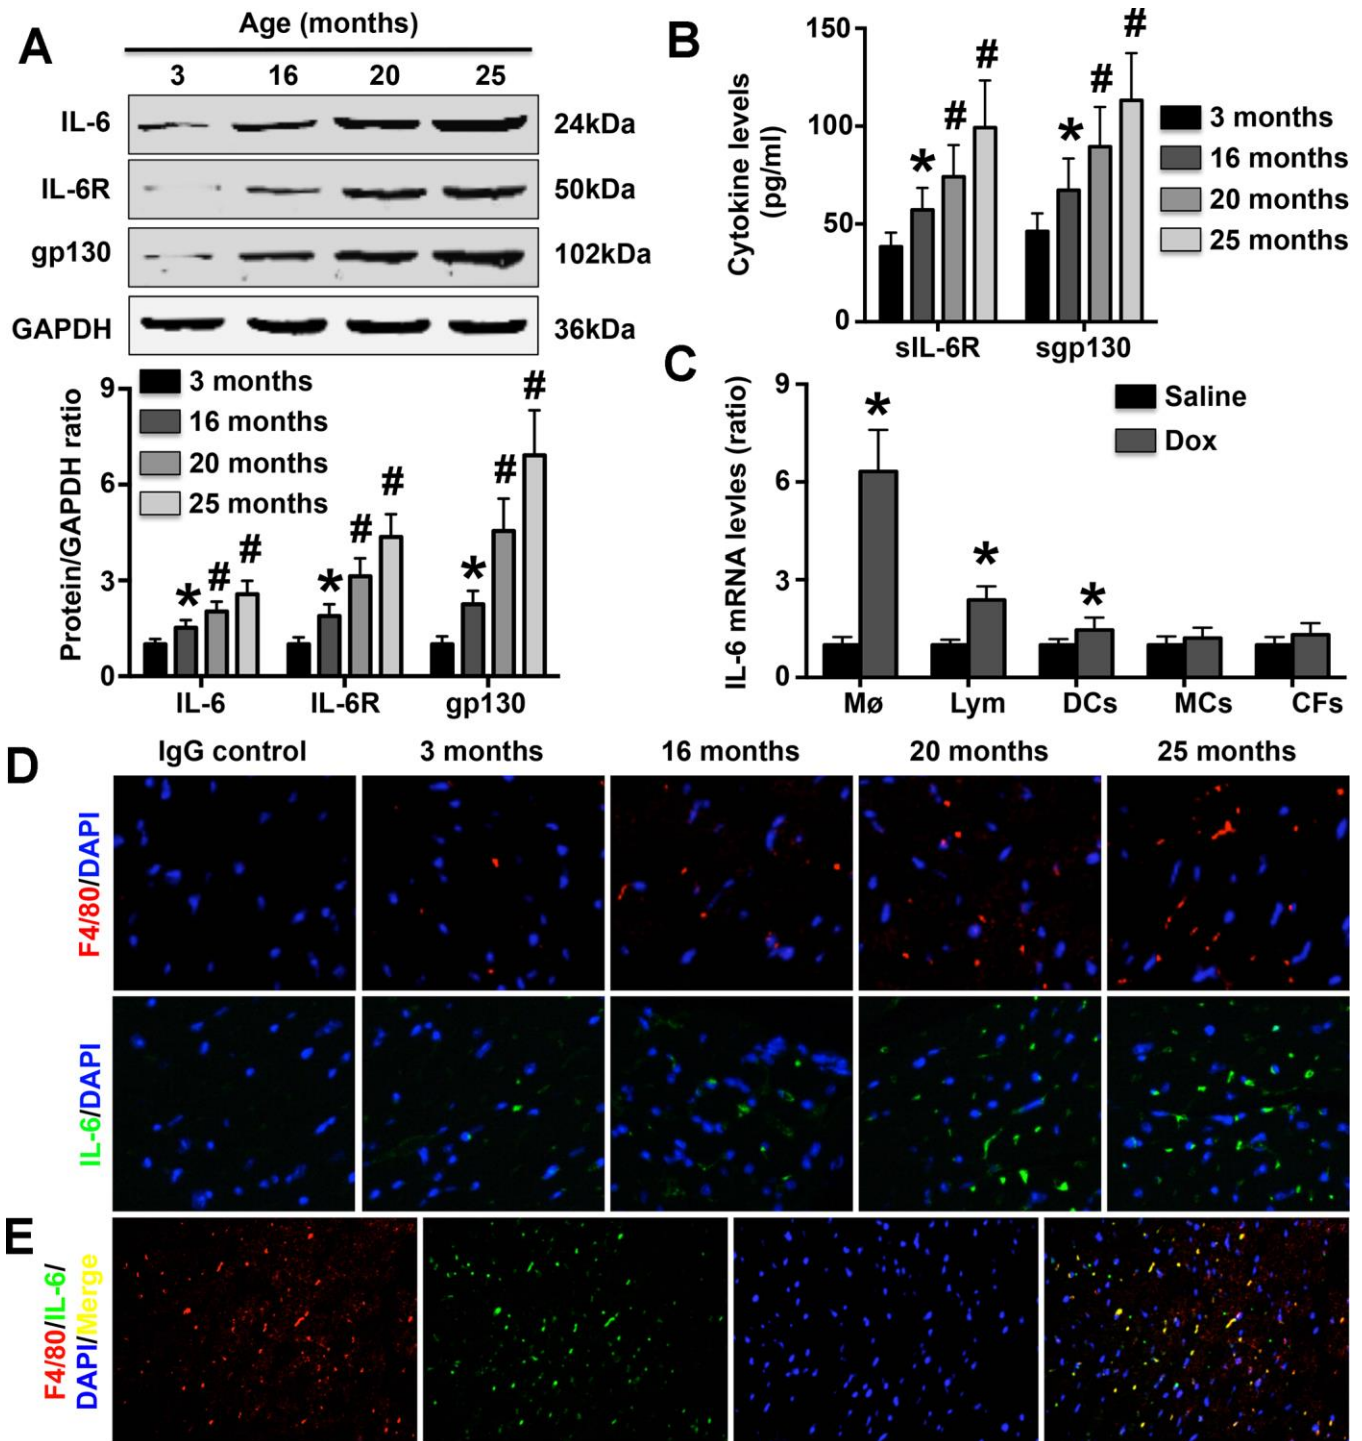 A
Age (months)
3 16 20 25
IL-6 24kDa
IL-6R 50kDa
gp130 102kDa
GAPDH 36kDa
Protein/GAPDH ratio
9
6
3
0
3 months
16 months
20 months
25 months
* # #
* # #
* # #
IL-6 IL-6R gp130
B
Cytokine levels
(pg/ml)
150
100
50
0
* # #
* # #
3 months
16 months
20 months
25 months
sIL-6R sgp130
C
IL-6 mRNA levles (ratio)
9
6
3
0
* * *
Saline
Dox
Mø Lym DCs MCs CFs
D
IgG control 3 months 16 months 20 months 25 months
F4/80/DAPI
IL-6/DAPI
E
F4/80/IL-6/
DAPI/Merge